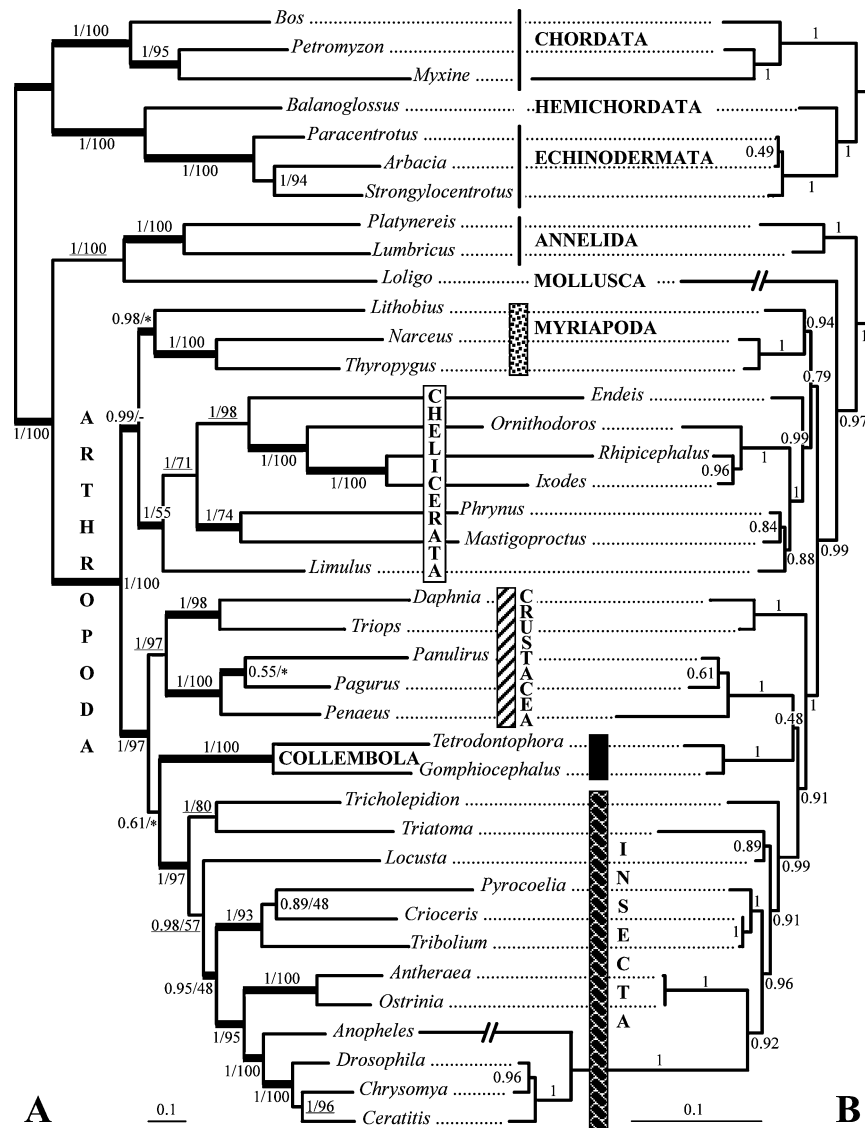 Bos
1/100
1
CHORDATA
Petromyzon
1/95
Myxine
1
Balanoglossus
HEMICHORDATA
Paracentrotus
1/100
0.49
1
Arbacia
ECHINODERMATA
1/100
1/94
1
Strongylocentrotus
Platynereis
1/100
1/100
ANNELIDA
Lumbricus
Loligo
MOLLUSCA
Lithobius
0.98/*
0.94
MYRIAPODA
1
Narceus
1/100
1
Thyropygus
0.79
Endeis
CHELICERATA
1/98
0.99/-
0.97
Ornithodoros
1/100
ARTHROPODA
0.99
1/100
Rhipicephalus
1
1/71
0.96
1/100
Ixodes
1
Phrynus
1/55
1/74
0.84
Mastigoproctus
0.99
0.88
Limulus
1/100
Daphnia
CRUSTACEA
1/98
1
Triops
1/97
Panulirus
0.55/*
0.61
1/100
Pagurus
1
1
Penaeus
0.48
1/97
Tetrodontophora
1/100
COLLEMBOLA
1
Gomphiocephalus
0.91
Tricholepidion
1/80
0.61/*
Triatoma
INSECTA
0.89
Locusta
0.99
1/97
Pyrocoelia
1
0.89/48
1/93
Crioceris
0.91
0.98/57
1
Tribolium
Antheraea
1/100
1
0.96
0.95/48
Ostrinia
Anopheles
1/95
0.92
Drosophila
1
1/100
0.96
Chrysomya
1/100
1
1/96
Ceratitis
A
0.1
0.1
B